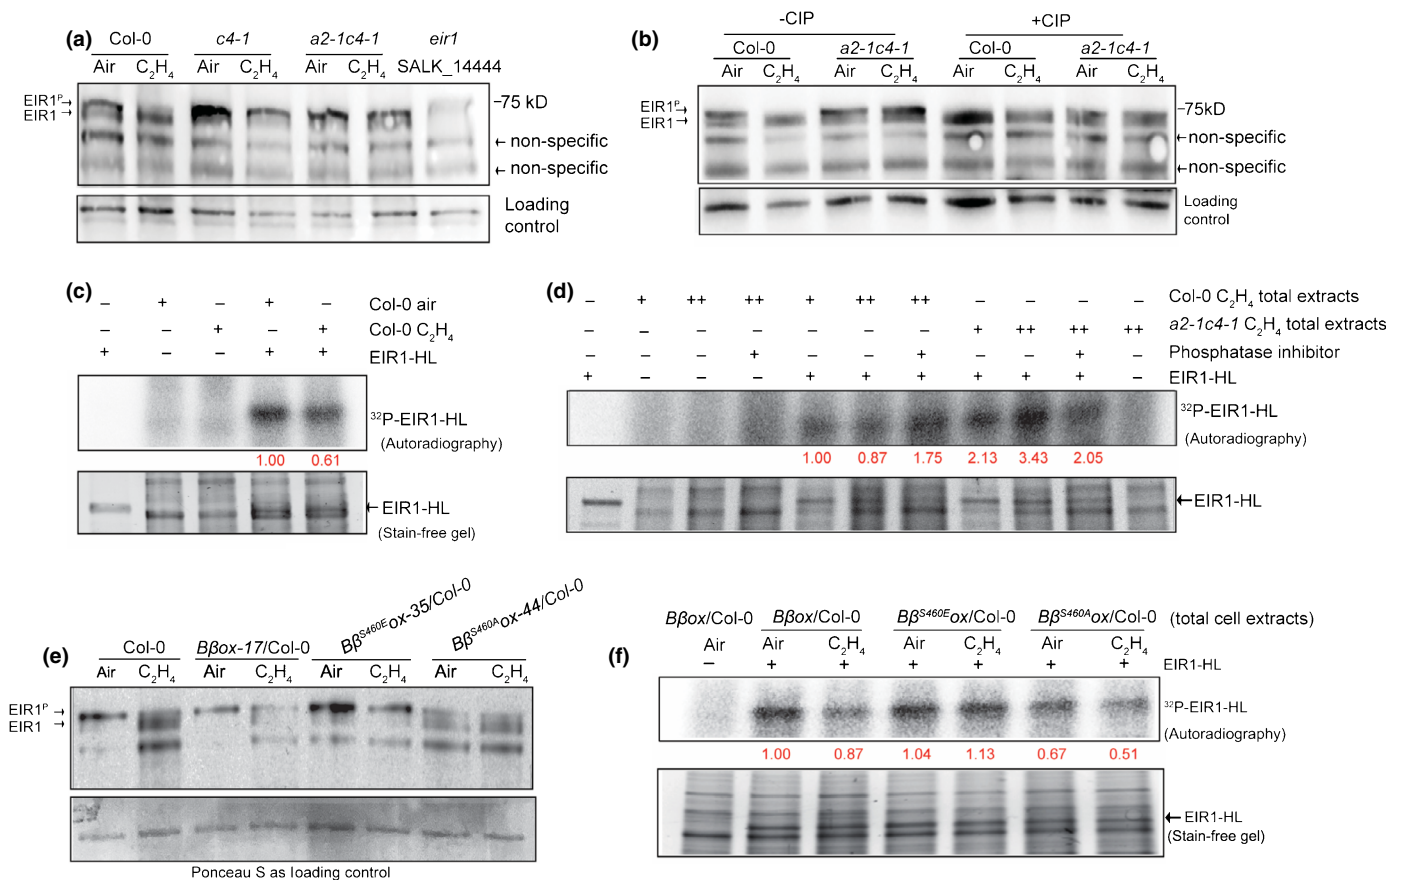 (a)
Col-0 c4-1 a2-1c4-1 eir1
Air C2H4 Air C2H4 Air C2H4 SALK_14444
EIR1P→
EIR1 →
–75 kD
← non-specific
← non-specific
Loading
control
(b)
-CIP +CIP
Col-0 a2-1c4-1 Col-0 a2-1c4-1
Air C2H4 Air C2H4 Air C2H4 Air C2H4
EIR1P→
EIR1 →
–75kD
←non-specific
←non-specific
Loading
control
(c)
– + – + – Col-0 air
– – + – + Col-0 C2H4
+ – – + + EIR1-HL
32P-EIR1-HL
(Autoradiography)
1.00 0.61
←EIR1-HL
(Stain-free gel)
(d)
– + ++ ++ + ++ ++ – – – – Col-0 C2H4 total extracts
– – – – – – – + ++ ++ ++ a2-1c4-1 C2H4 total extracts
– – – + – – + – – + – Phosphatase inhibitor
+ – – – + + + + + + – EIR1-HL
32P-EIR1-HL
(Autoradiography)
1.00 0.87 1.75 2.13 3.43 2.05
←EIR1-HL
(e)
Col-0 Bβox-17/Col-0 BβS460Eox-35/Col-0 BβS460Aox-44/Col-0
Air C2H4 Air C2H4 Air C2H4 Air C2H4
EIR1P →
EIR1 →
Ponceau S as loading control
(f)
Bβox/Col-0 Bβox/Col-0 BβS460Eox/Col-0 BβS460Aox/Col-0 (total cell extracts)
Air Air C2H4 Air C2H4 Air C2H4
– + + + + + + EIR1-HL
32P-EIR1-HL
(Autoradiography)
1.00 0.87 1.04 1.13 0.67 0.51
← EIR1-HL
(Stain-free gel)